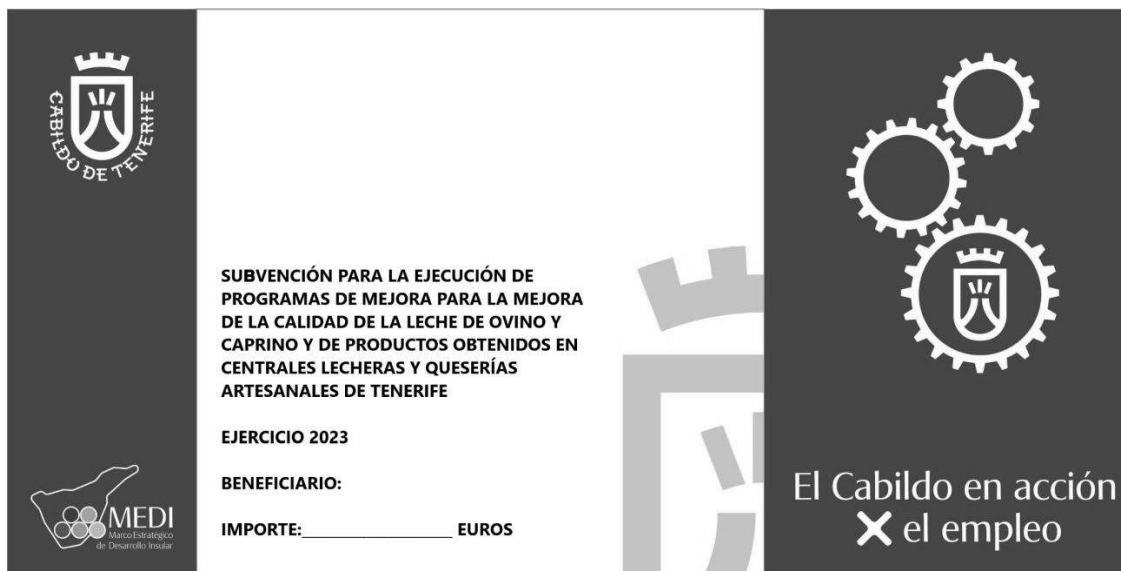 CABILDO DE TENERIFE
SUBVENCIÓN PARA LA EJECUCIÓN DE
PROGRAMAS DE MEJORA PARA LA MEJORA
DE LA CALIDAD DE LA LECHE DE OVINO Y
CAPRINO Y DE PRODUCTOS OBTENIDOS EN
CENTRALES LECHERAS Y QUESERÍAS
ARTESANALES DE TENERIFE
EJERCICIO 2023
BENEFICIARIO:
IMPORTE:____________________ EUROS
MEDI
Marco Estratégico
de Desarrollo Insular
El Cabildo en acción
X el empleo